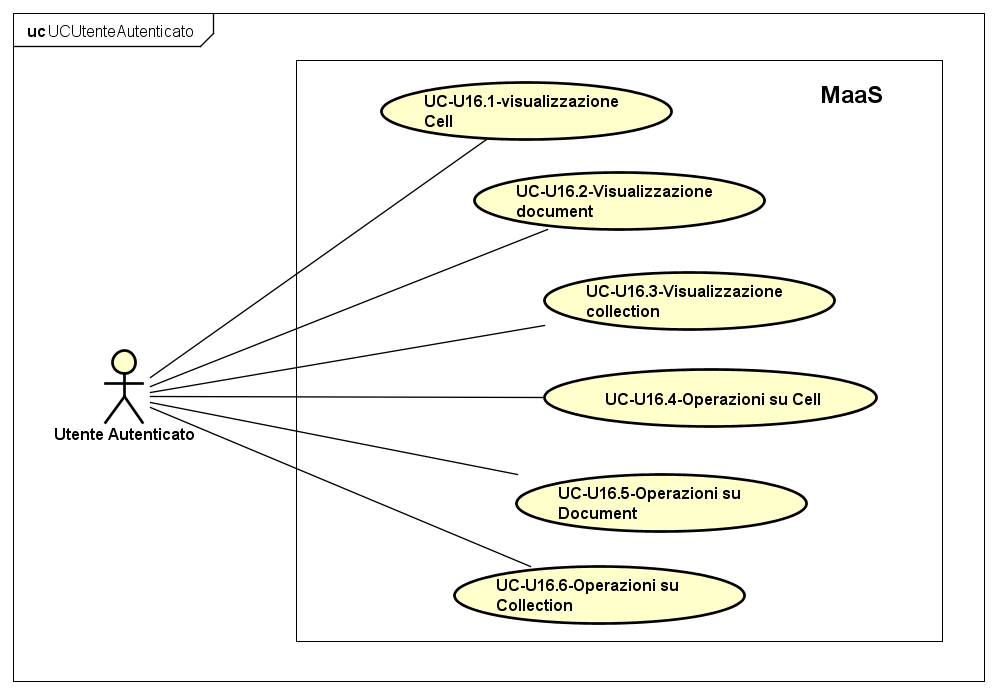 uc UCUtenteAutenticato
MaaS
UC-U16.1-visualizzazione
Cell
UC-U16.2-Visualizzazione
document
UC-U16.3-Visualizzazione
collection
UC-U16.4-Operazioni su Cell
Utente Autenticato
UC-U16.5-Operazioni su
Document
UC-U16.6-Operazioni su
Collection